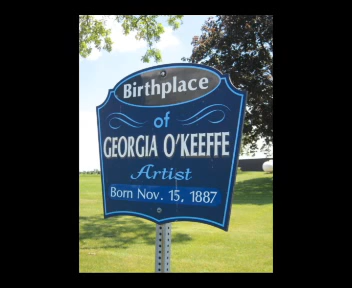 Birthplace
of
GEORGIA O'KEEFFE
Artist
Born Nov. 15, 1887